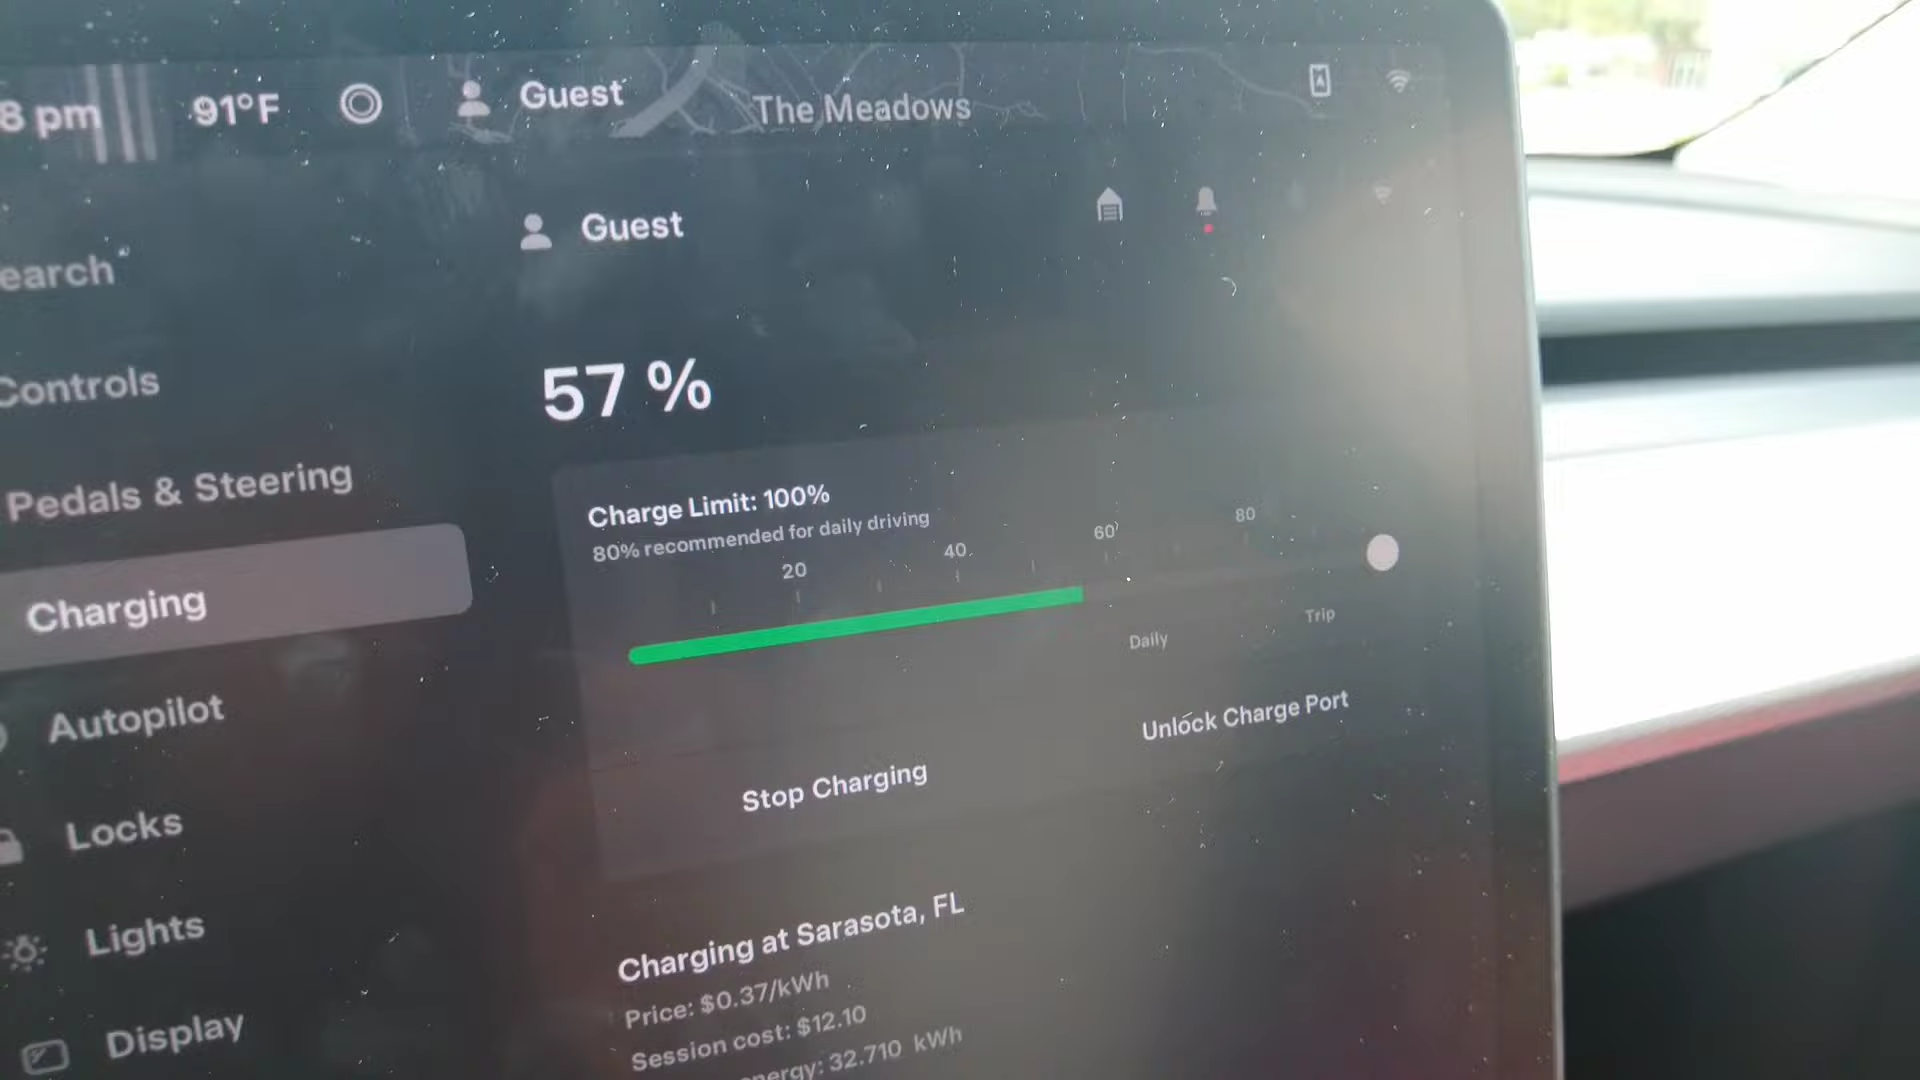 8 pm 91°F Guest The Meadows
Guest
earch
57 %
Controls
Charge Limit: 100%
80% recommended for daily driving
20 40 60 80
Pedals & Steering
Daily Trip
Charging
Unlock Charge Port
Stop Charging
Autopilot
Locks
Charging at Sarasota, FL
Price: $0.37/kWh
Session cost: $12.10
nergy: 32.710 kWh
Lights
Display